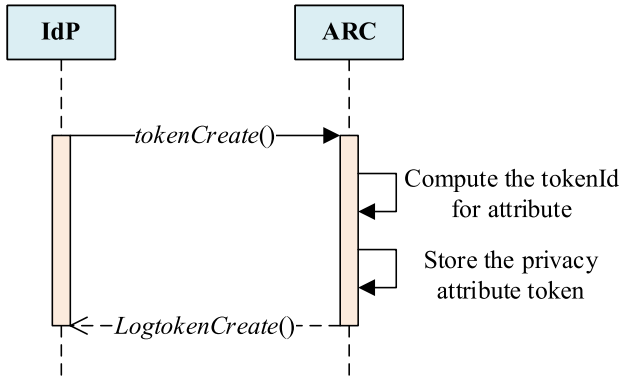 IdP
ARC
tokenCreate()
Compute the tokenId
for attribute
Store the privacy
attribute token
LogtokenCreate()